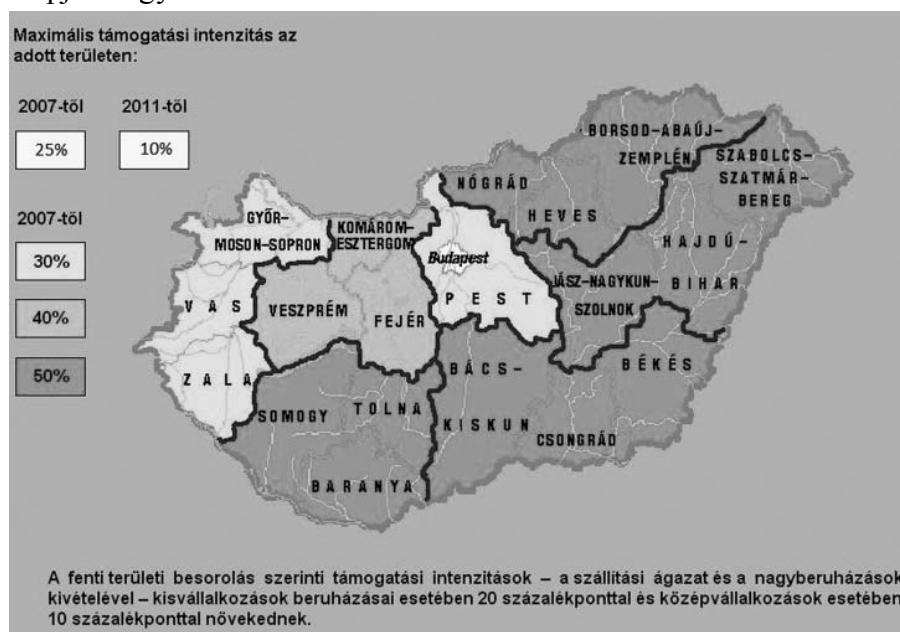 Maximális támogatási intenzitás az
adott területen:
2007-től 2011-től
25% 10%
2007-től
30%
40%
50%
BORSOD-ABAÚJ-
ZEMPLÉN
SZABOLCS-
SZATMÁR-
BEREG
NÓGRÁD
HEVES
HAJDÚ-
BIHAR
GYŐR-
MOSON-SOPRON
KOMÁROM-
ESZTERGOM
Budapest
PEST
JÁSZ-NAGYKUN-
SZOLNOK
VAS
VESZPRÉM
FEJÉR
ZALA
BÁCS-
KISKUN
BÉKÉS
SOMOGY
TOLNA
CSONGRÁD
BARANYA
A fenti területi besorolás szerinti támogatási intenzitások – a szállítási ágazat és a nagyberuházások
kivételével – kisvállalkozások beruházásai esetében 20 százalékponttal és középvállalkozások esetében
10 százalékponttal növekednek.